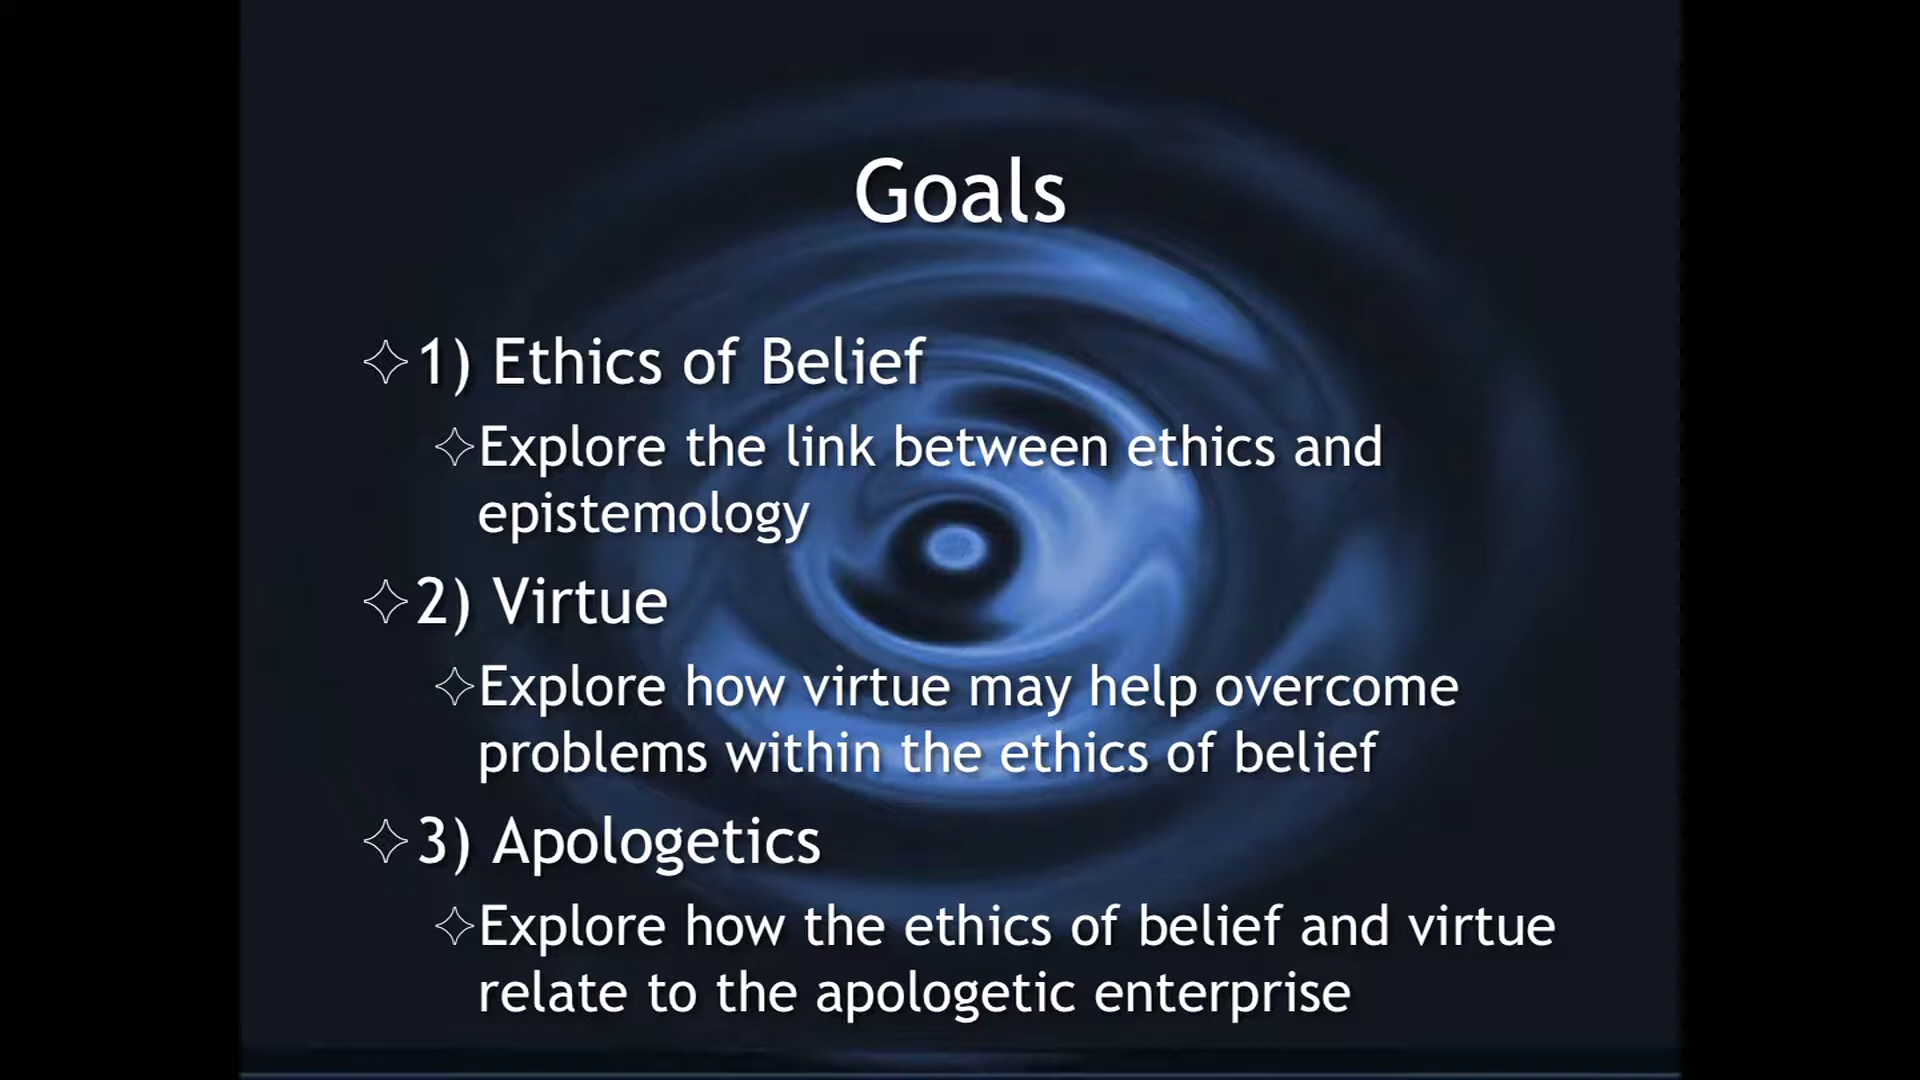 Goals
1) Ethics of Belief
Explore the link between ethics and
epistemology
2) Virtue
Explore how virtue may help overcome
problems within the ethics of belief
3) Apologetics
Explore how the ethics of belief and virtue
relate to the apologetic enterprise